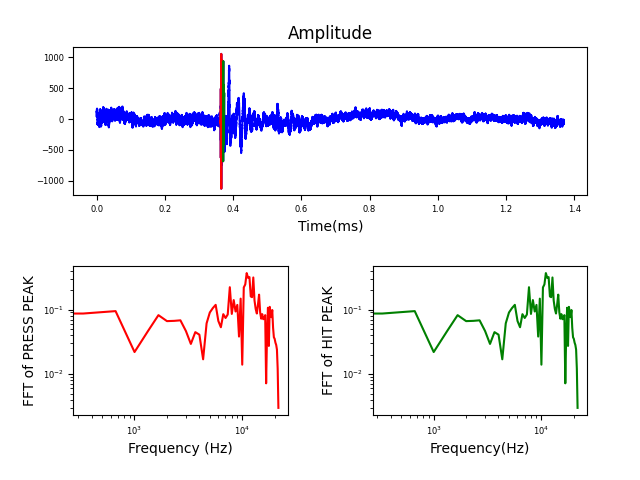 Amplitude
1000
500
0
−500
−1000
0.0 0.2 0.4 0.6 0.8 1.0 1.2 1.4
Time(ms)
FFT of PRESS PEAK
10⁻¹
10⁻²
10³ 10⁴
Frequency (Hz)
FFT of HIT PEAK
10⁻¹
10⁻²
10³ 10⁴
Frequency(Hz)